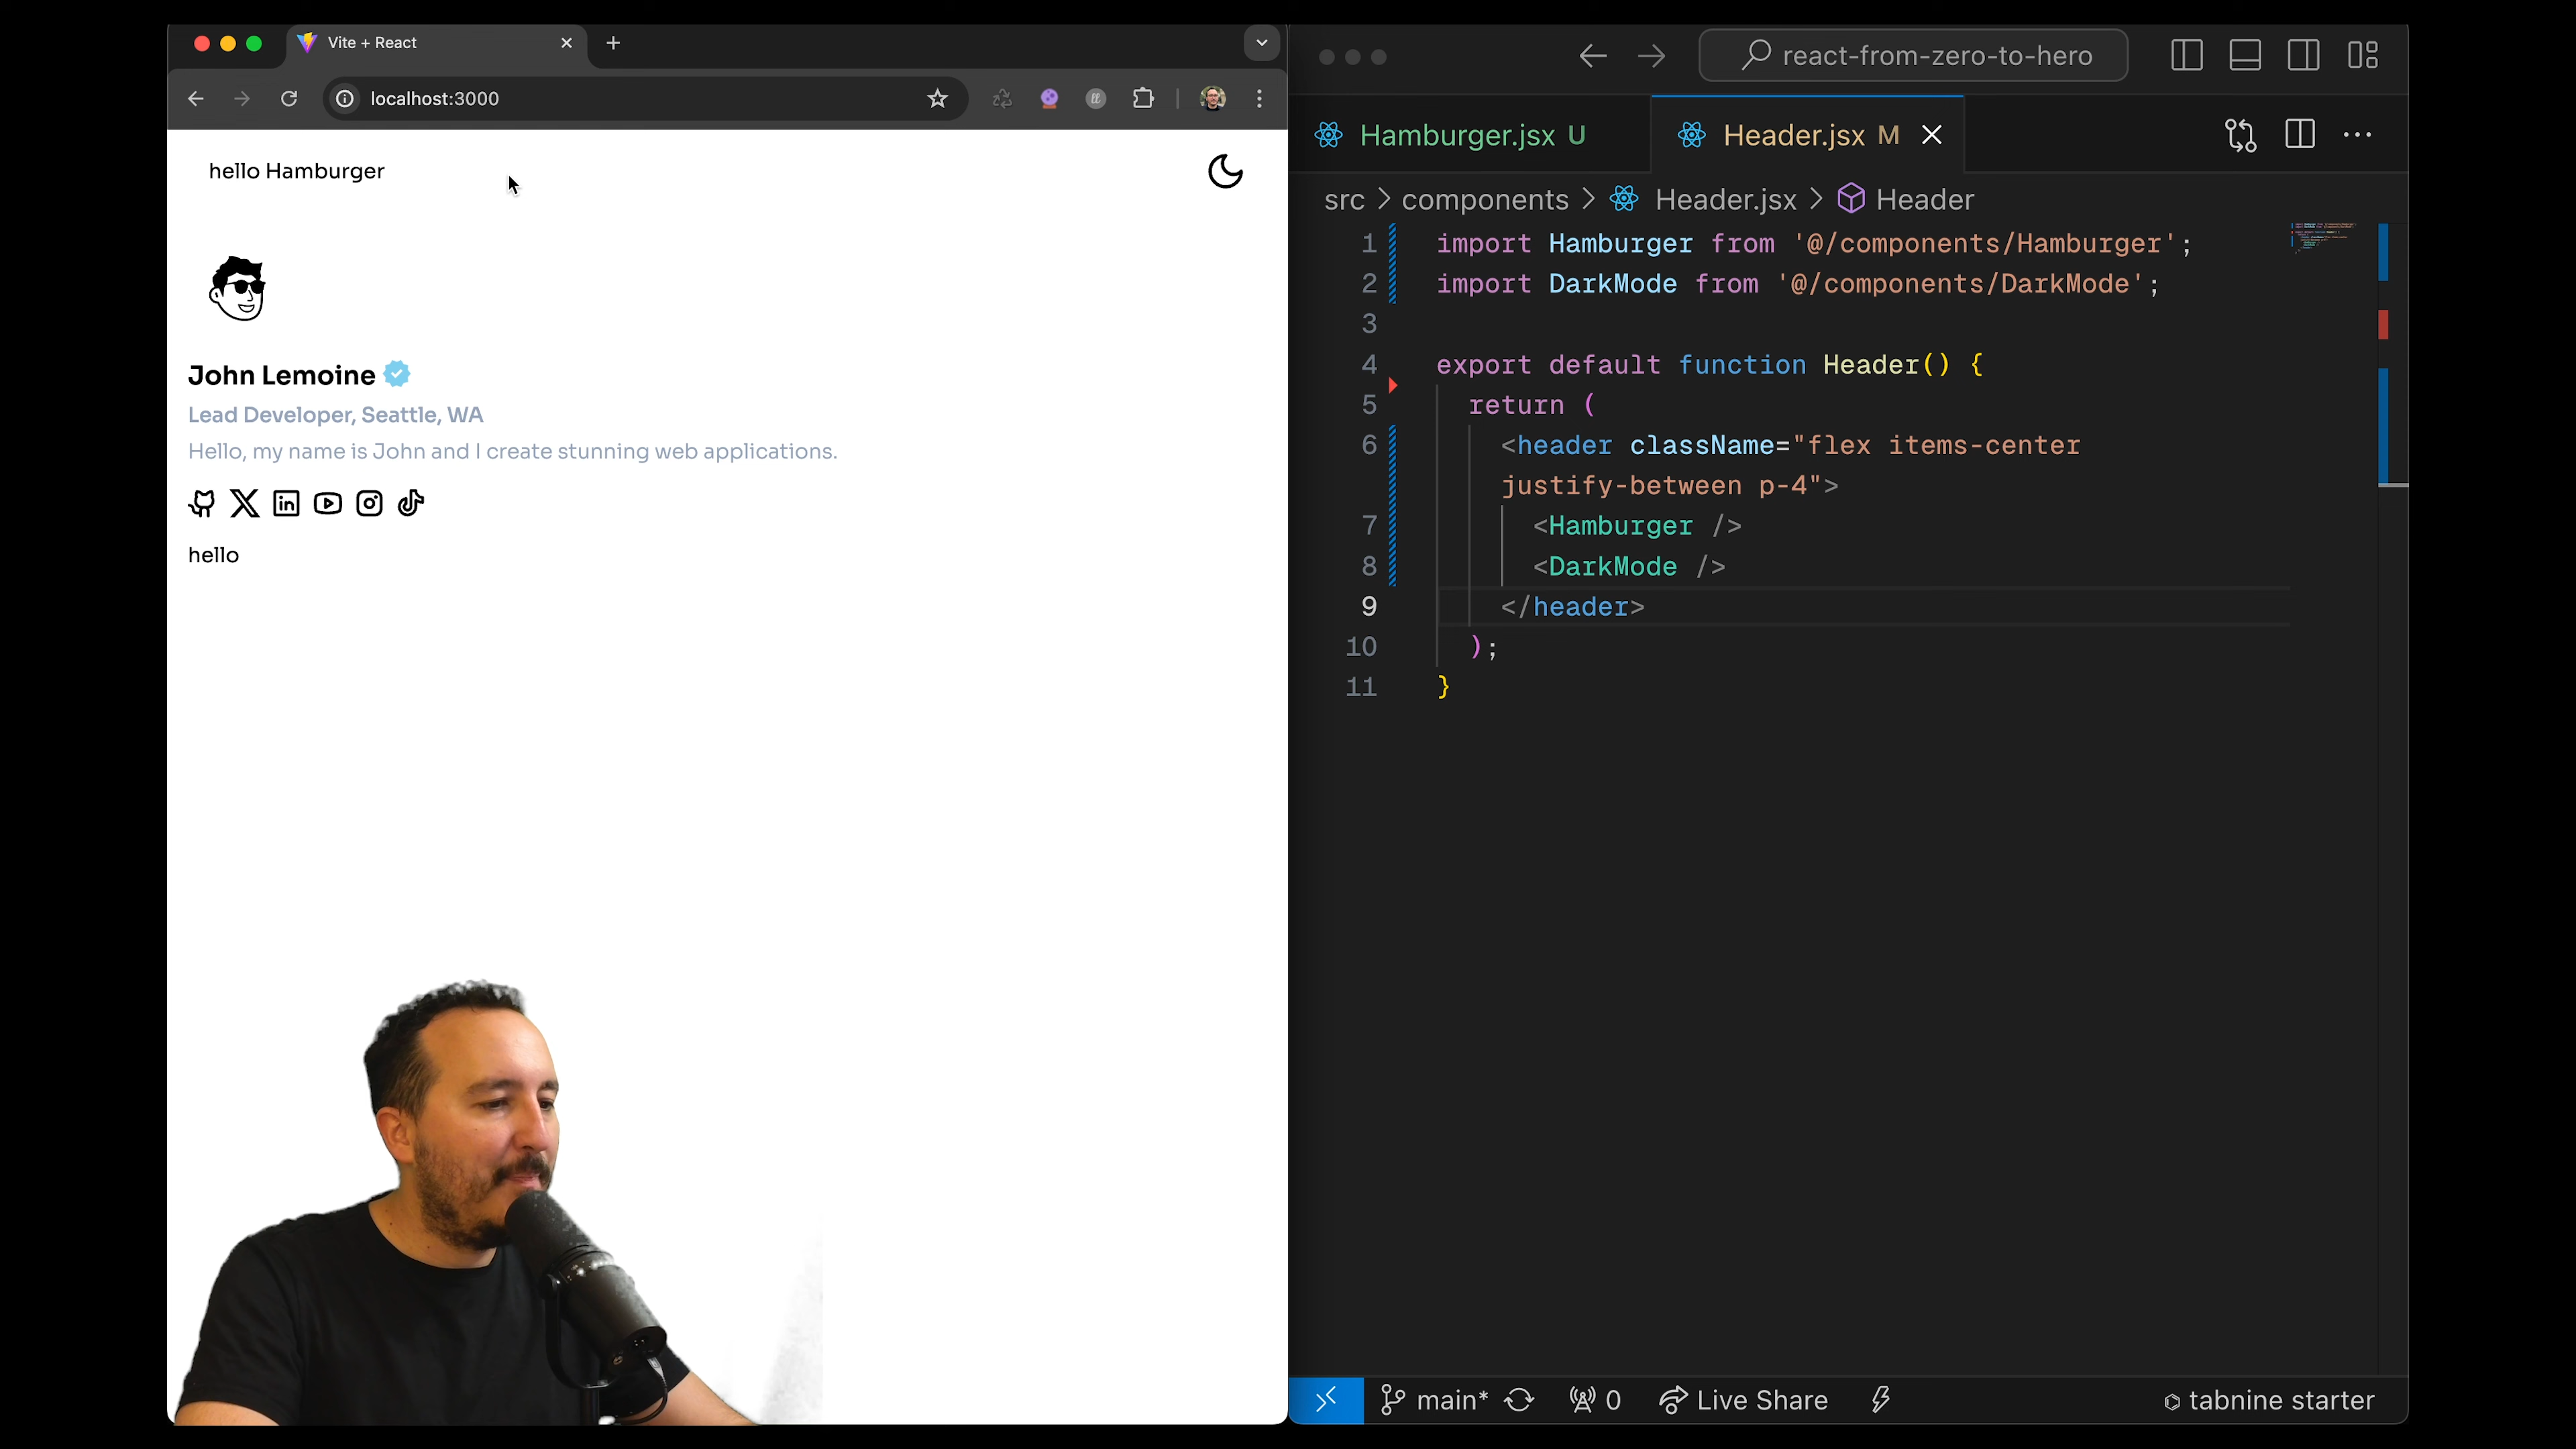 Vite + React
localhost:3000
hello Hamburger
John Lemoine
Lead Developer, Seattle, WA
Hello, my name is John and I create stunning web applications.
hello
react-from-zero-to-hero
Hamburger.jsx U
Header.jsx M
src > components > Header.jsx > Header
1 import Hamburger from '@/components/Hamburger';
2 import DarkMode from '@/components/DarkMode';
3
4 export default function Header() {
5 return (
6 <header className="flex items-center
justify-between p-4">
7 <Hamburger />
8 <DarkMode />
9 </header>
10 );
11 }
main* 0 Live Share tabnine starter